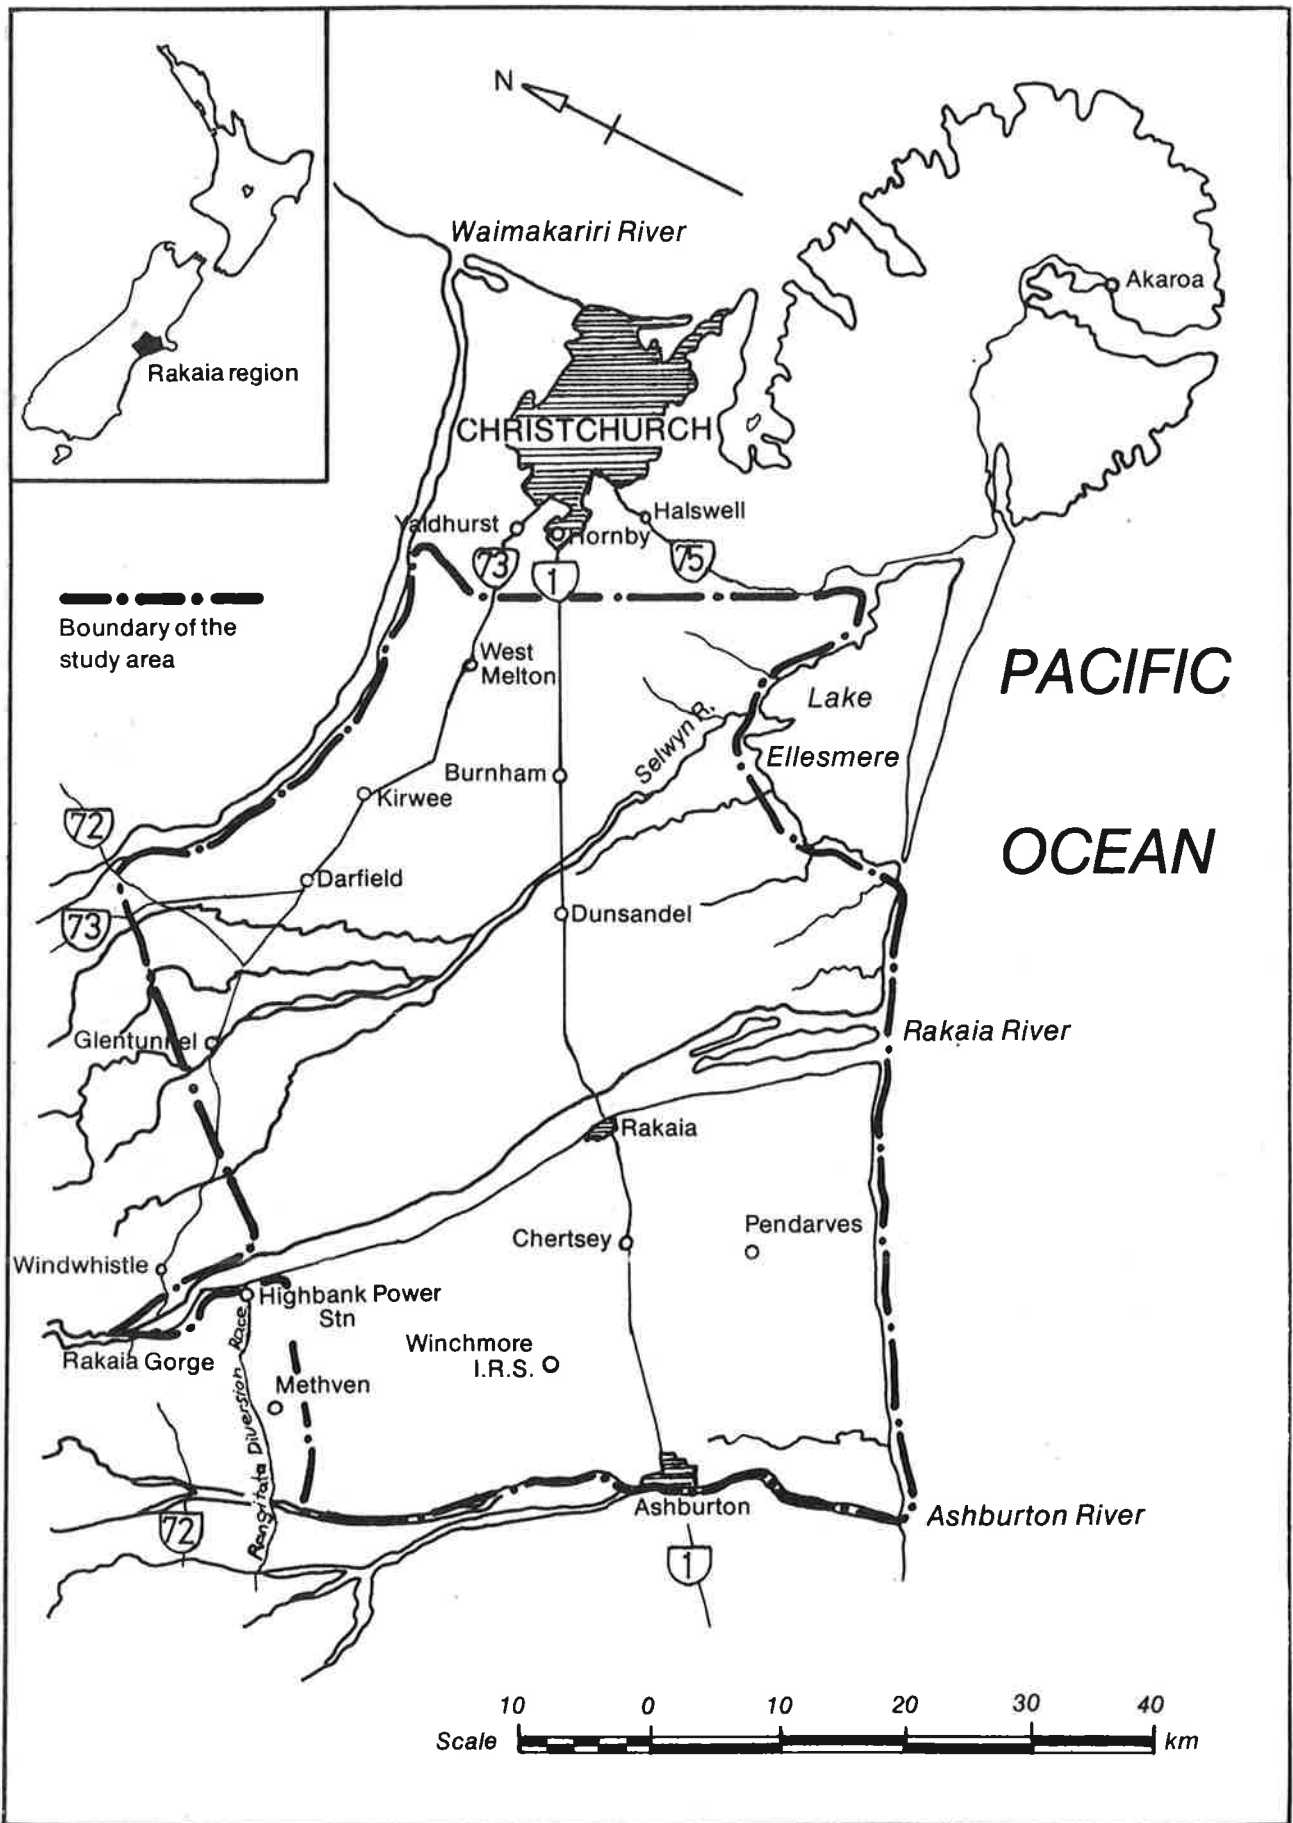 N
Waimakariri River
Akaroa
Rakaia region
CHRISTCHURCH
Yaldhurst
Halswell
Hornby
73
1
75
Boundary of the
study area
West
Melton
PACIFIC
Lake
Selwyn R.
Ellesmere
Burnham
Kirwee
72
OCEAN
Darfield
73
Dunsandel
Glentunnel
Rakaia River
Rakaia
Pendarves
Chertsey
Windwhistle
Highbank Power
Stn
Winchmore
I.R.S.
Rakaia Gorge
Methven
Rangitata Diversion Race
Ashburton
Ashburton River
72
1
10 0 10 20 30 40
Scale km